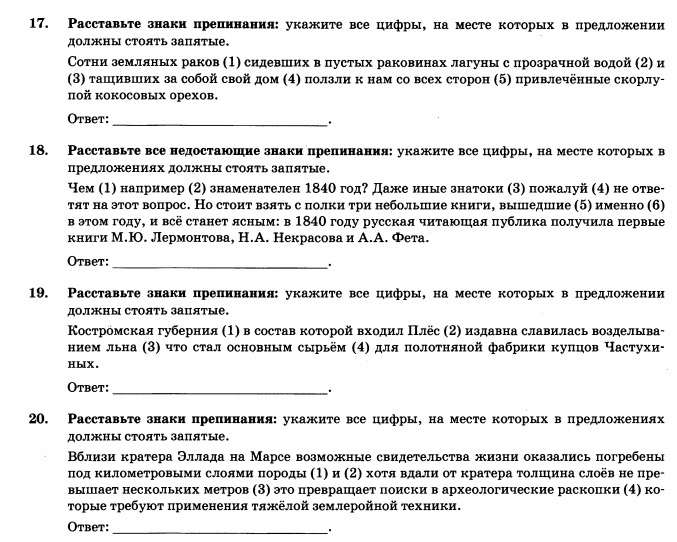 17. Расставьте знаки препинания: укажите все цифры, на месте которых в предложении
должны стоять запятые.
Сотни земляных раков (1) сидевших в пустых раковинах лагуны с прозрачной водой (2) и
(3) тащивших за собой свой дом (4) ползли к нам со всех сторон (5) привлечённые скорлу-
пой кокосовых орехов.
Ответ: ______________________________.
18. Расставьте все недостающие знаки препинания: укажите все цифры, на месте которых в
предложениях должны стоять запятые.
Чем (1) например (2) знаменателен 1840 год? Даже иные знатоки (3) пожалуй (4) не отве-
тят на этот вопрос. Но стоит взять с полки три небольшие книги, вышедшие (5) именно (6)
в этом году, и всё станет ясным: в 1840 году русская читающая публика получила первые
книги М.Ю. Лермонтова, Н.А. Некрасова и А.А. Фета.
Ответ: ______________________________.
19. Расставьте знаки препинания: укажите все цифры, на месте которых в предложении
должны стоять запятые.
Костромская губерния (1) в состав которой входил Плёс (2) издавна славилась возделыва-
нием льна (3) что стал основным сырьём (4) для полотняной фабрики купцов Частухи-
ных.
Ответ: ______________________________.
20. Расставьте знаки препинания: укажите все цифры, на месте которых в предложениях
должны стоять запятые.
Вблизи кратера Эллада на Марсе возможные свидетельства жизни оказались погребены
под километровыми слоями породы (1) и (2) хотя вдали от кратера толщина слоёв не пре-
вышает нескольких метров (3) это превращает поиски в археологические раскопки (4) ко-
торые требуют применения тяжёлой землеройной техники.
Ответ: ______________________________.